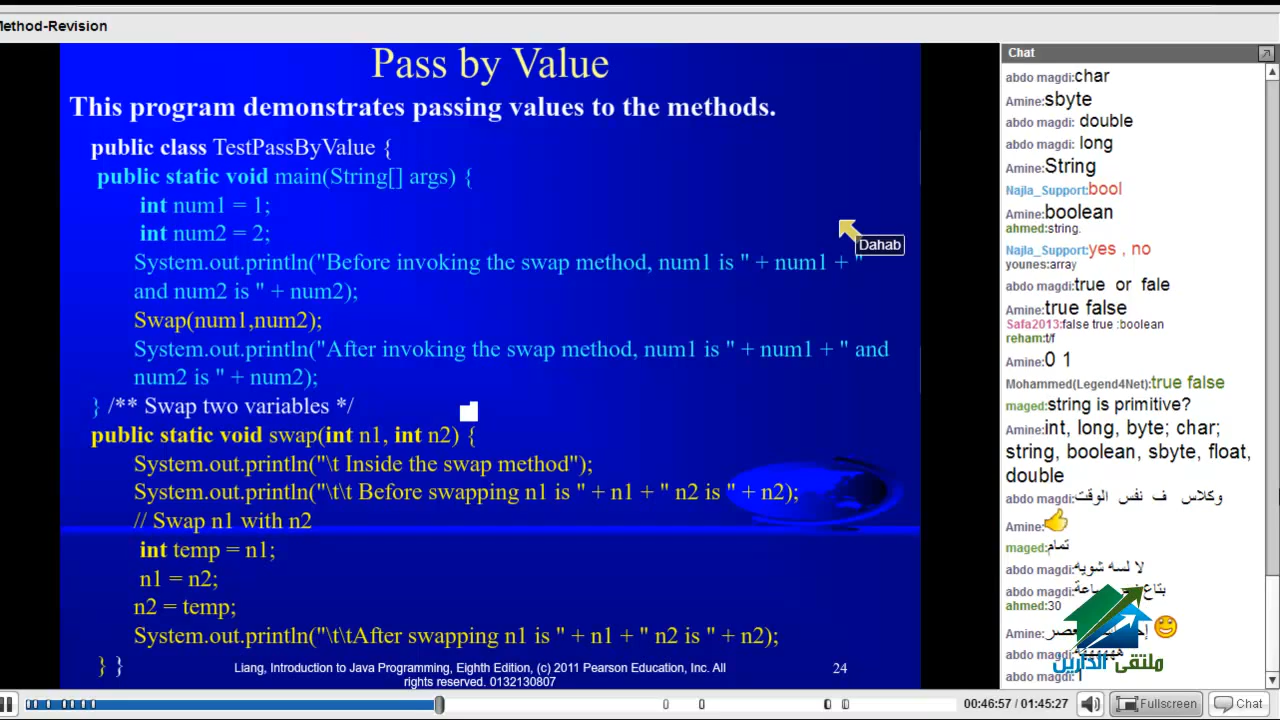 Method-Revision
Pass by Value
This program demonstrates passing values to the methods.
public class TestPassByValue {
public static void main(String[] args) {
int num1 = 1;
int num2 = 2;
System.out.println("Before invoking the swap method, num1 is " + num1 + "
and num2 is " + num2);
Swap(num1,num2);
System.out.println("After invoking the swap method, num1 is " + num1 + " and
num2 is " + num2);
} /** Swap two variables */
public static void swap(int n1, int n2) {
System.out.println("\t Inside the swap method");
System.out.println("\t\t Before swapping n1 is " + n1 + " n2 is " + n2);
// Swap n1 with n2
int temp = n1;
n1 = n2;
n2 = temp;
System.out.println("\t\tAfter swapping n1 is " + n1 + " n2 is " + n2);
} }
Liang, Introduction to Java Programming, Eighth Edition, (c) 2011 Pearson Education, Inc. All
rights reserved. 0132130807
24
Dahab
Chat
abdo magdi:char
Amine:sbyte
abdo magdi: double
abdo magdi: long
Amine:String
Najla_Support:bool
Amine:boolean
ahmed:string.
Najla_Support:yes , no
younes:array
abdo magdi:true or fale
Amine:true false
Safa2013:false true :boolean
reham:t/f
Amine:0 1
Mohammed(Legend4Net):true false
maged:string is primitive?
Amine:int, long, byte; char;
string, boolean, sbyte, float,
double
abdo magdi:وكلاس ف نفس الوقت
Amine:
maged:تمام
abdo magdi:لا لسه شويه
abdo magdi:بتاع
ahmed:30
Amine:
abdo magdi:
abdo magdi:1
ملتقى الدارين
00:46:57 / 01:45:27
Fullscreen
Chat